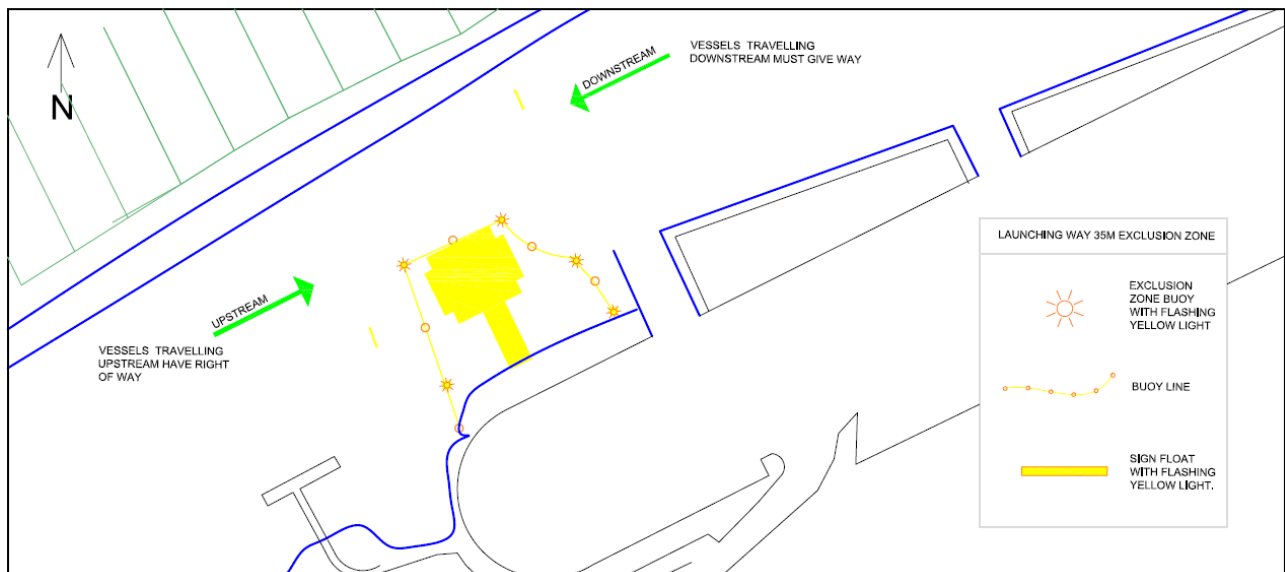 N
DOWNSTREAM
VESSELS TRAVELLING
DOWNSTREAM MUST GIVE WAY
UPSTREAM
VESSELS TRAVELLING
UPSTREAM HAVE RIGHT
OF WAY
LAUNCHING WAY 35M EXCLUSION ZONE
EXCLUSION
ZONE BUOY
WITH FLASHING
YELLOW LIGHT
BUOY LINE
SIGN FLOAT
WITH FLASHING
YELLOW LIGHT.